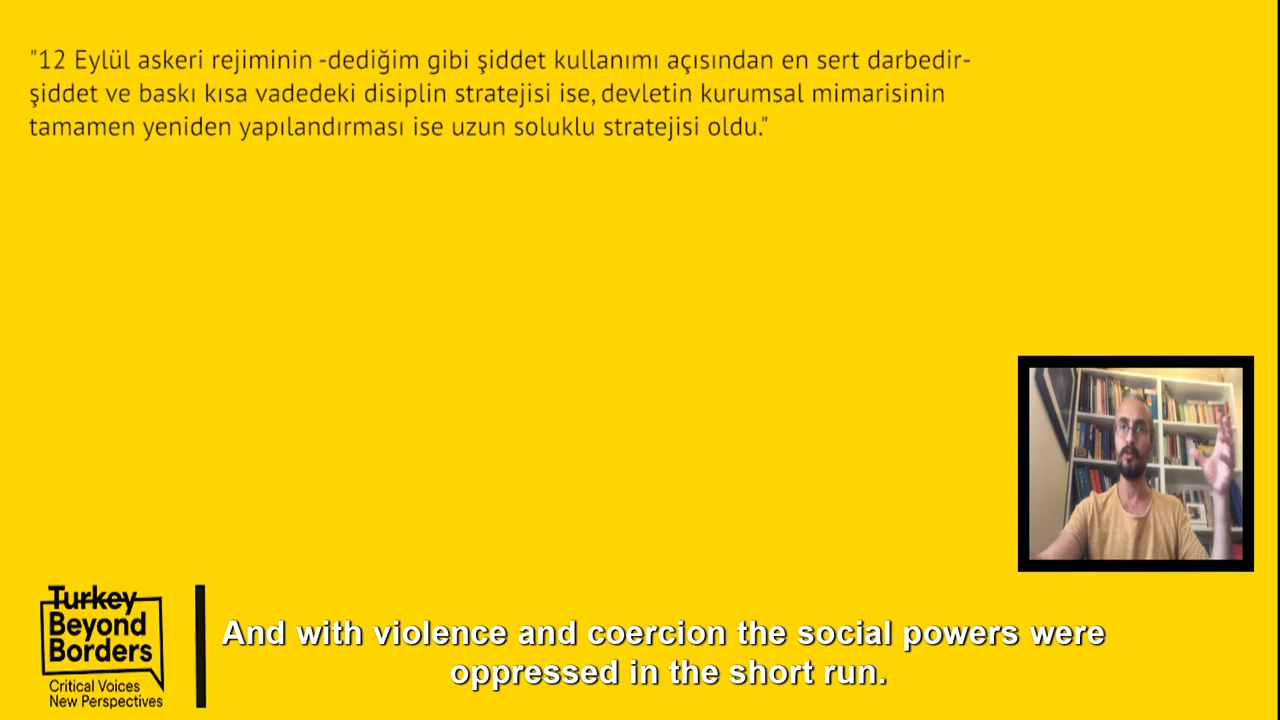 "12 Eylül askeri rejiminin -dediğim gibi şiddet kullanımı açısından en sert darbedir-
şiddet ve baskı kısa vadedeki disiplin stratejisi ise, devletin kurumsal mimarisinin
tamamen yeniden yapılandırması ise uzun soluklu stratejisi oldu."
Turkey
Beyond
Borders
Critical Voices
New Perspectives
And with violence and coercion the social powers were
oppressed in the short run.